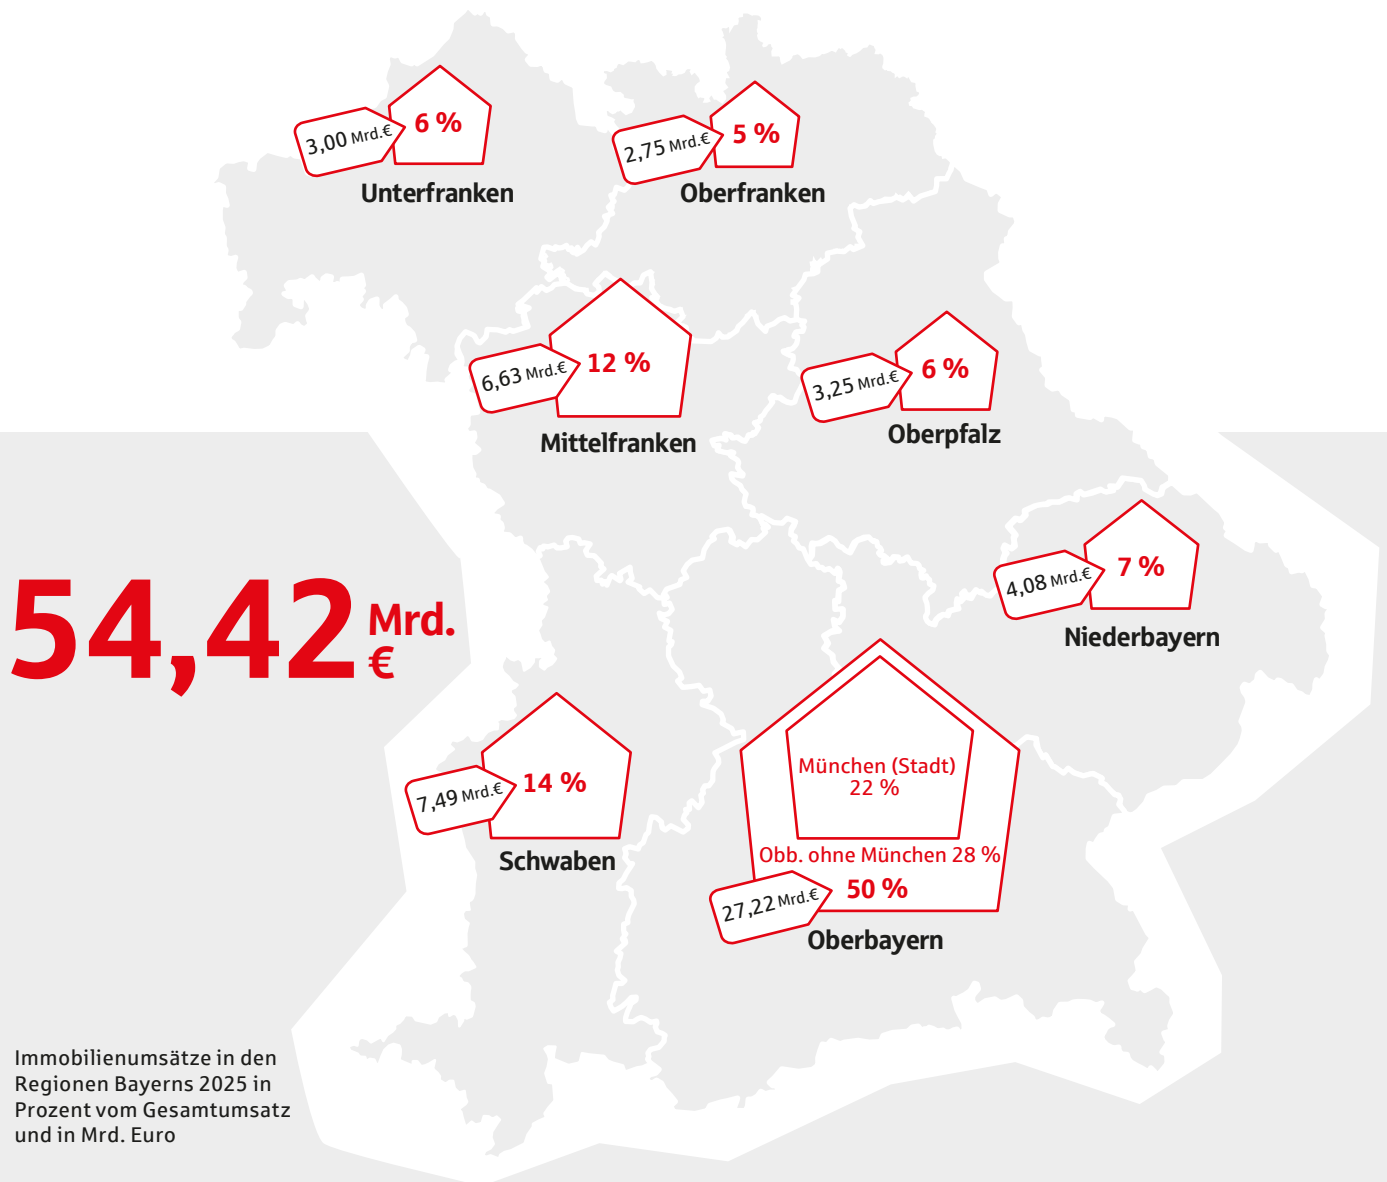 3,00 Mrd.€
6 %
Unterfranken
2,75 Mrd.€
5 %
Oberfranken
6,63 Mrd.€
12 %
Mittelfranken
3,25 Mrd.€
6 %
Oberpfalz
4,08 Mrd.€
7 %
Niederbayern
54,42 Mrd. €
7,49 Mrd.€
14 %
Schwaben
München (Stadt)
22 %
Obb. ohne München 28 %
27,22 Mrd.€
50 %
Oberbayern
Immobilienumsätze in den
Regionen Bayerns 2025 in
Prozent vom Gesamtumsatz
und in Mrd. Euro